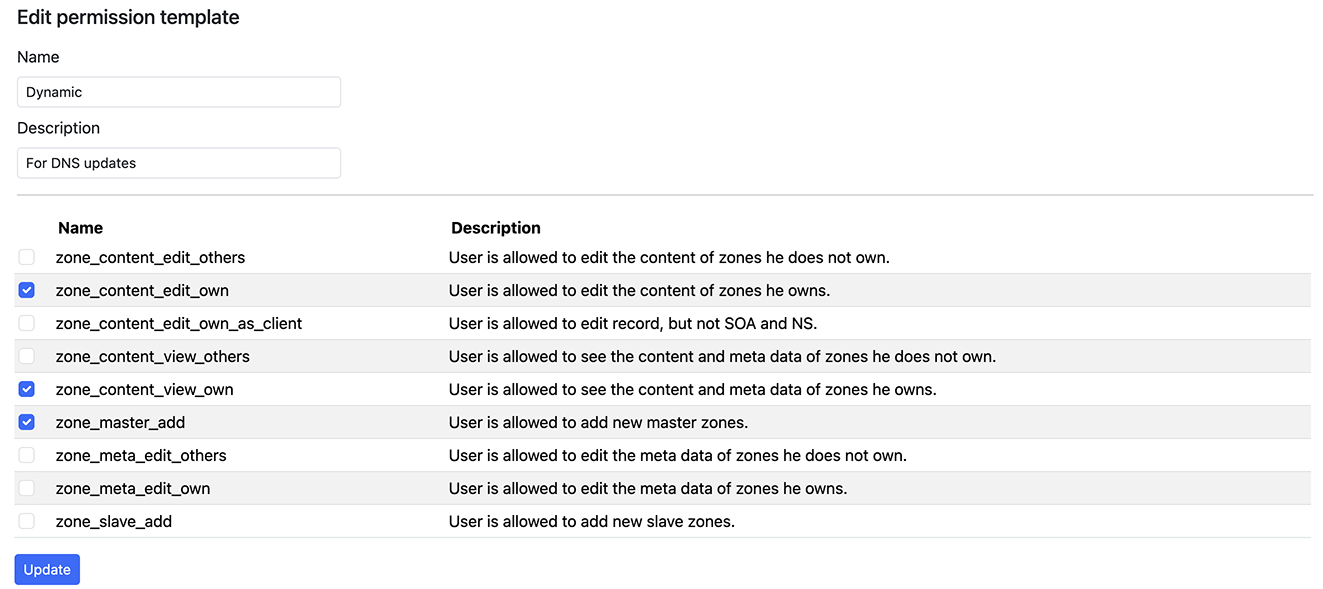 Edit permission template
Name
Dynamic
Description
For DNS updates
Name Description
zone_content_edit_others User is allowed to edit the content of zones he does not own.
zone_content_edit_own User is allowed to edit the content of zones he owns.
zone_content_edit_own_as_client User is allowed to edit record, but not SOA and NS.
zone_content_view_others User is allowed to see the content and meta data of zones he does not own.
zone_content_view_own User is allowed to see the content and meta data of zones he owns.
zone_master_add User is allowed to add new master zones.
zone_meta_edit_others User is allowed to edit the meta data of zones he does not own.
zone_meta_edit_own User is allowed to edit the meta data of zones he owns.
zone_slave_add User is allowed to add new slave zones.
Update